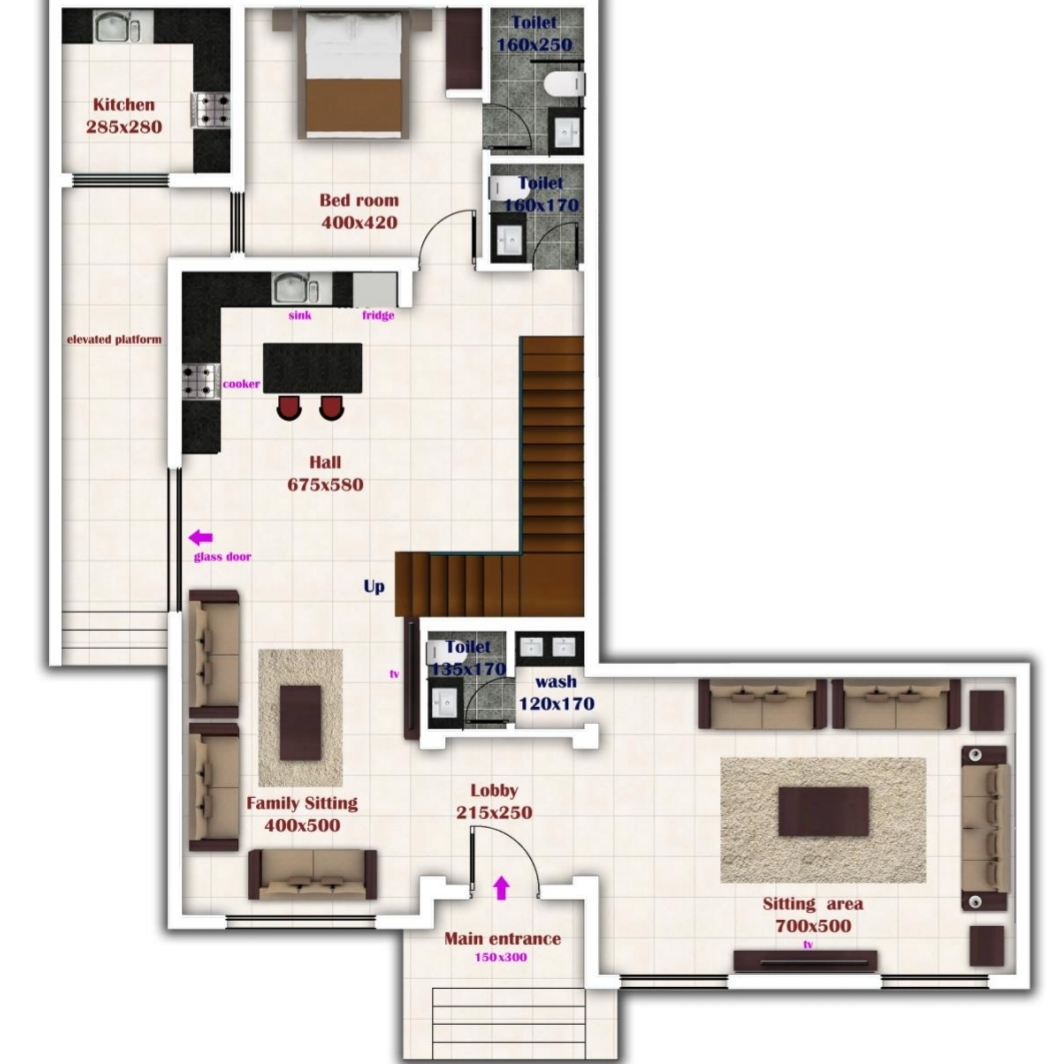 Toilet
160x250
Kitchen
285x280
Toilet
160x170
Bed room
400x420
sink
fridge
elevated platform
cooker
Hall
675x580
glass door
Up
Toilet
135x170
tv
wash
120x170
Lobby
215x250
Family Sitting
400x500
Sitting area
700x500
tv
Main entrance
150x300